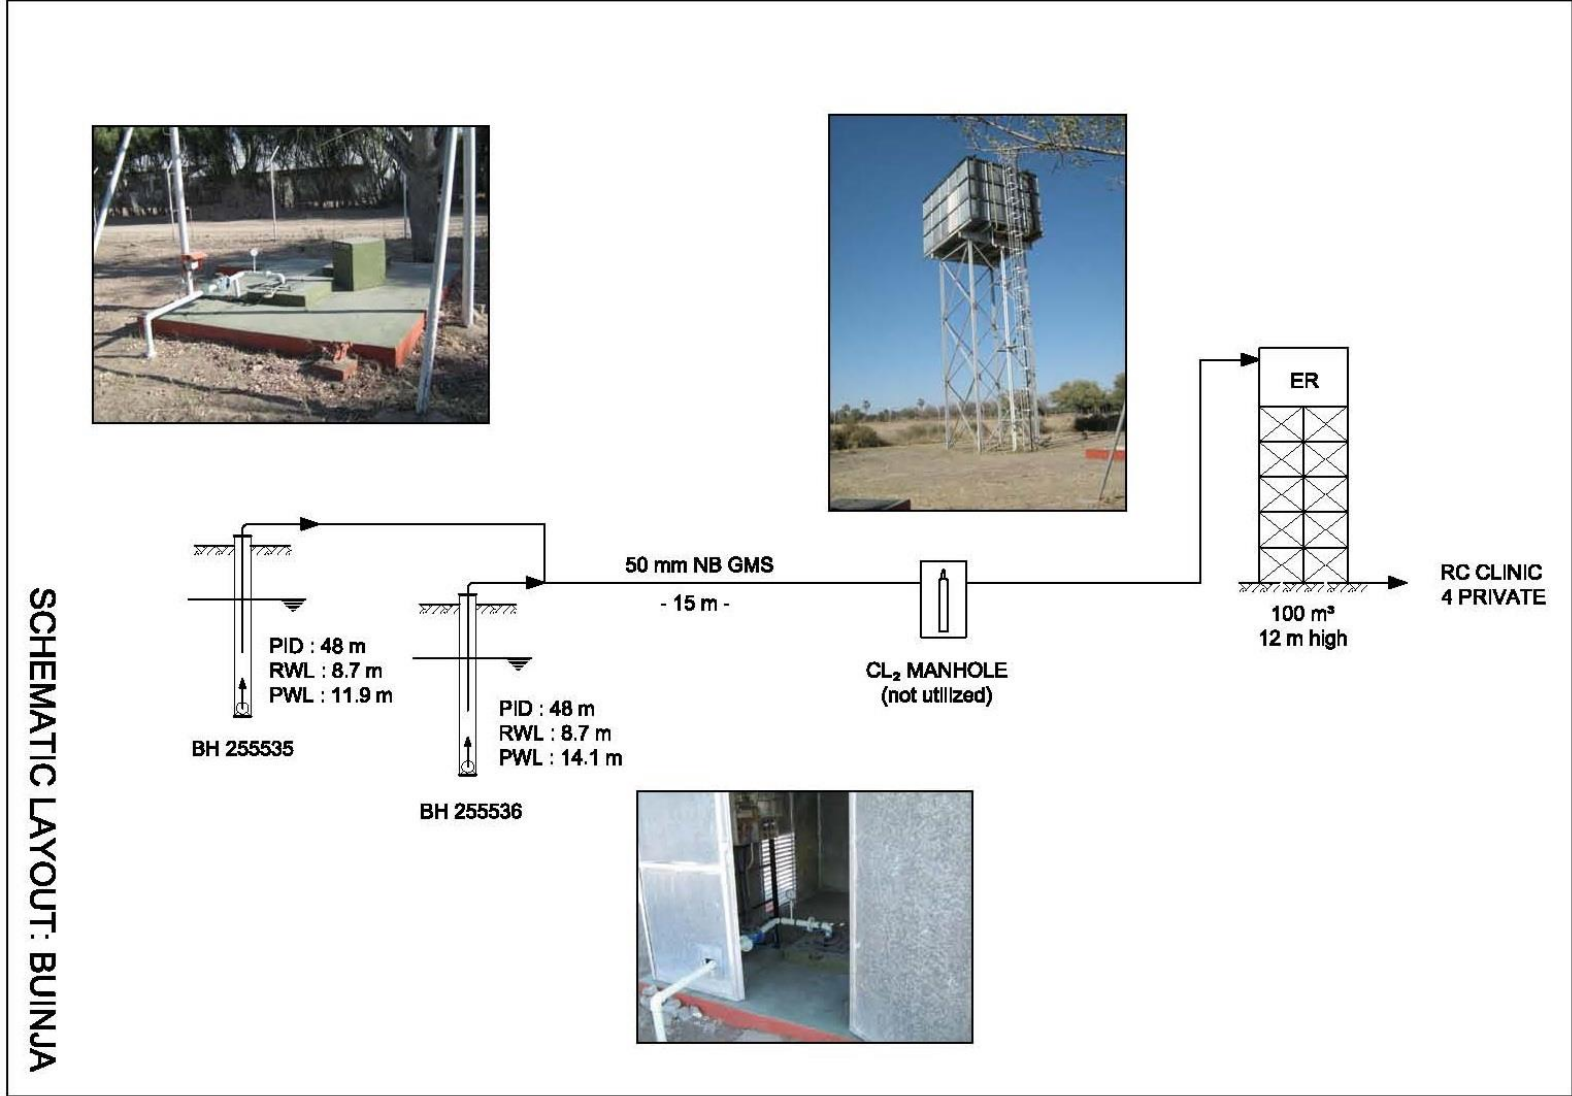 SCHEMATIC LAYOUT: BUINJA
50 mm NB GMS
- 15 m -
ER
RC CLINIC
4 PRIVATE
100 m³
12 m high
CL₂ MANHOLE
(not utilized)
PID : 48 m
RWL : 8.7 m
PWL : 11.9 m
BH 255535
PID : 48 m
RWL : 8.7 m
PWL : 14.1 m
BH 255536